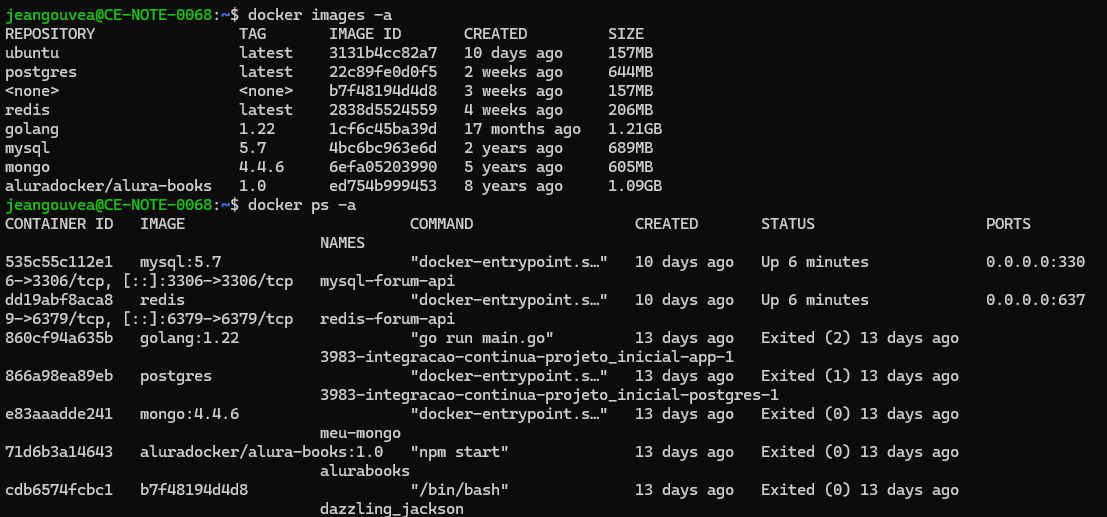 jeangouvea@CE-NOTE-0068:~$ docker images -a
REPOSITORY TAG IMAGE ID CREATED SIZE
ubuntu latest 3131b4cc82a7 10 days ago 157MB
postgres latest 22c89fe0d0f5 2 weeks ago 644MB
<none> <none> b7f48194d4d8 3 weeks ago 157MB
redis latest 2838d5524559 4 weeks ago 206MB
golang 1.22 1cf6c45ba39d 17 months ago 1.21GB
mysql 5.7 4bc6bc963e6d 2 years ago 689MB
mongo 4.4.6 6efa05203990 5 years ago 605MB
aluradocker/alura-books 1.0 ed754b999453 8 years ago 1.09GB
jeangouvea@CE-NOTE-0068:~$ docker ps -a
CONTAINER ID IMAGE COMMAND CREATED STATUS PORTS
NAMES
535c55c112e1 mysql:5.7 "docker-entrypoint.s…" 10 days ago Up 6 minutes 0.0.0.0:330
6->3306/tcp, [::]:3306->3306/tcp mysql-forum-api
dd19abf8aca8 redis "docker-entrypoint.s…" 10 days ago Up 6 minutes 0.0.0.0:637
9->6379/tcp, [::]:6379->6379/tcp redis-forum-api
860cf94a635b golang:1.22 "go run main.go" 13 days ago Exited (2) 13 days ago
3983-integracao-continua-projeto_inicial-app-1
866a98ea89eb postgres "docker-entrypoint.s…" 13 days ago Exited (1) 13 days ago
3983-integracao-continua-projeto_inicial-postgres-1
e83aaadde241 mongo:4.4.6 "docker-entrypoint.s…" 13 days ago Exited (0) 13 days ago
meu-mongo
71d6b3a14643 aluradocker/alura-books:1.0 "npm start" 13 days ago Exited (0) 13 days ago
alurabooks
cdb6574fcbc1 b7f48194d4d8 "/bin/bash" 13 days ago Exited (0) 13 days ago
dazzling_jackson